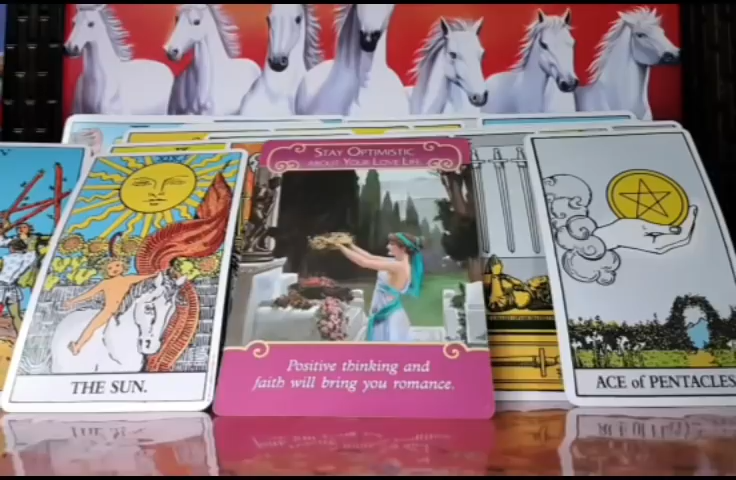 STAY OPTIMISTIC
ABOUT YOUR LOVE LIFE
Positive thinking and
faith will bring you romance.
THE SUN.
ACE of PENTACLES